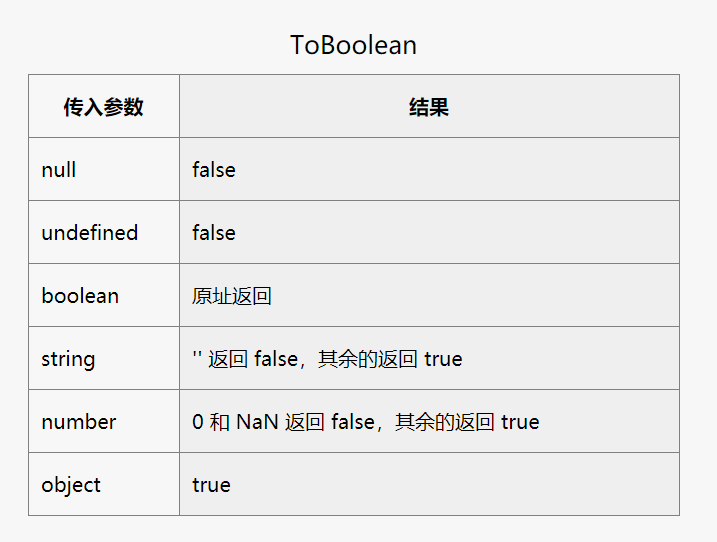 ToBoolean
传入参数 结果
null false
undefined false
boolean 原址返回
string '' 返回 false，其余的返回 true
number 0 和 NaN 返回 false，其余的返回 true
object true